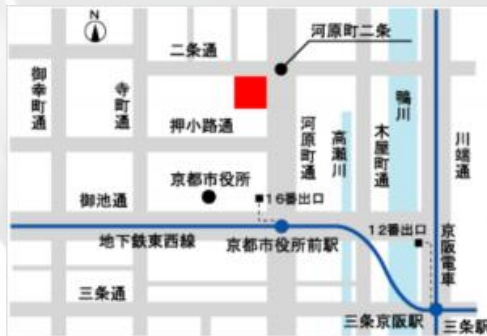 N
河原町二条
二条通
御幸町通
寺町通
押小路通
河原町通
高瀬川
木屋町通
鴨川
川端通
京都市役所
16番出口
御池通
12番出口
地下鉄東西線
京都市役所前駅
京阪電車
三条通
三条京阪駅
三条駅